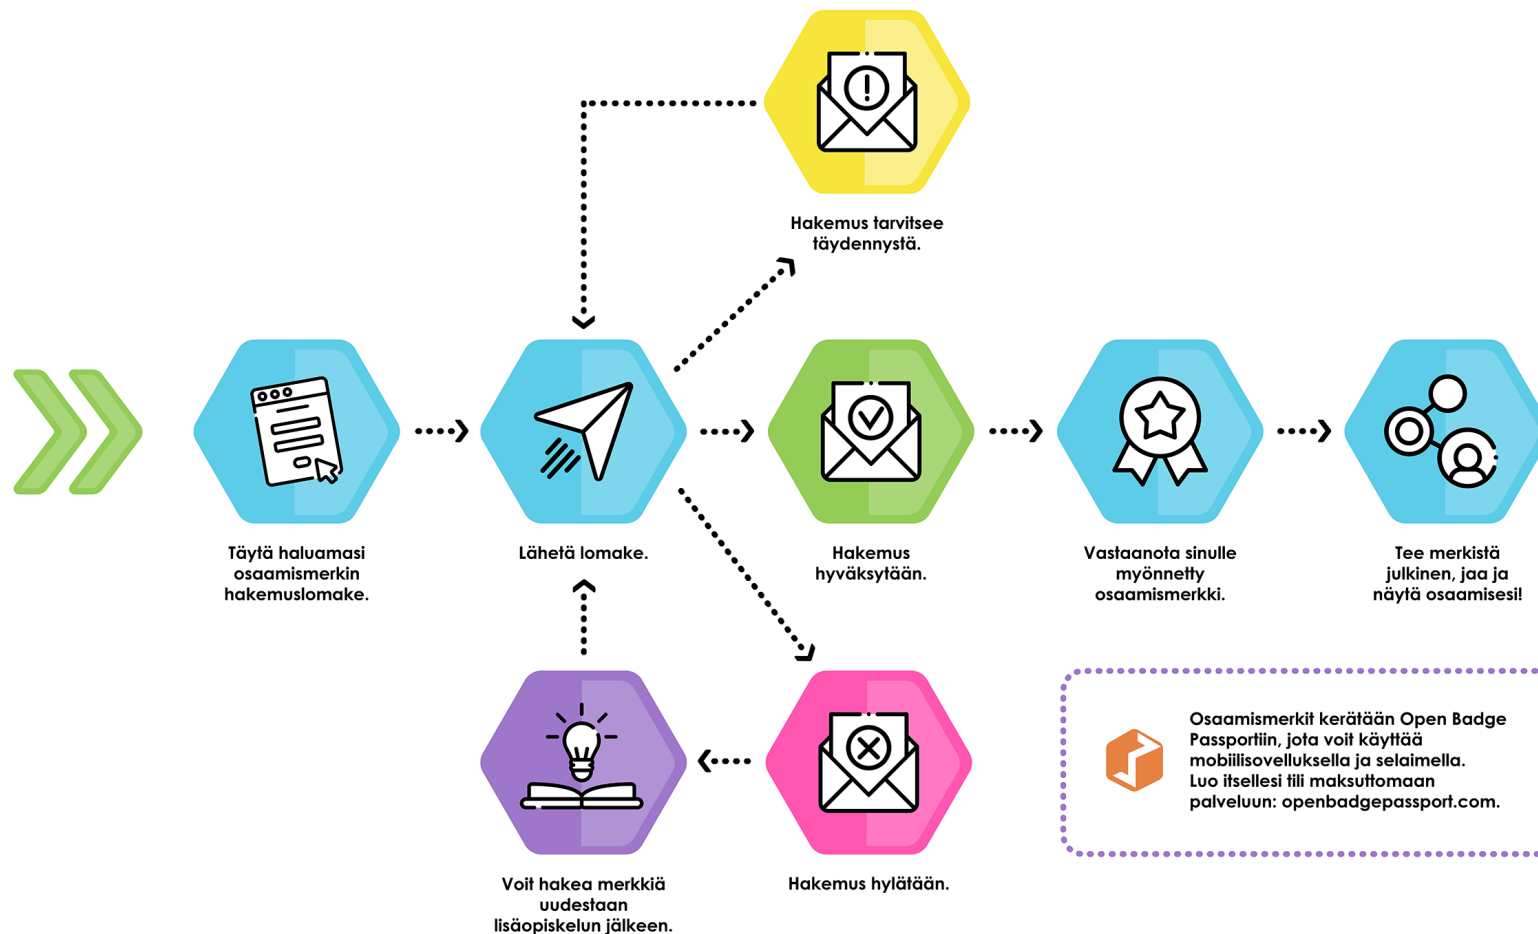 Hakemus tarvitsee
täydennystä.
Täytä haluamasi
osaamismerkin
hakemuslomake.
Lähetä lomake.
Hakemus
hyväksytään.
Vastaanota sinulle
myönnetty
osaamismerkki.
Tee merkistä
julkinen, jaa ja
näytä osaamisesi!
Voit hakea merkkiä
uudestaan
lisäopiskelun jälkeen.
Hakemus hylätään.
Osaamismerkit kerätään Open Badge
Passportiin, jota voit käyttää
mobiilisovelluksella ja selaimella.
Luo itsellesi tili maksuttomaan
palveluun: openbadgepassport.com.